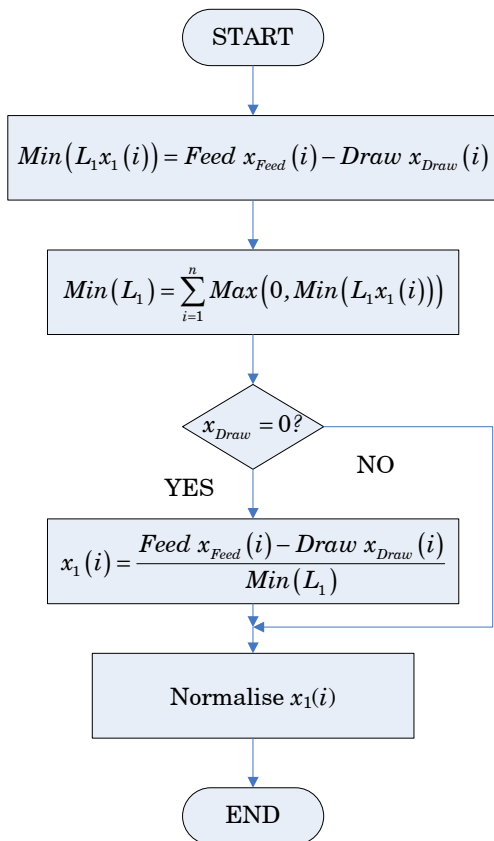 START
Min(L₁x₁(i)) = Feed x_Feed(i) − Draw x_Draw(i)
Min(L₁) = ∑_{i=1}^{n} Max(0, Min(L₁x₁(i)))
x_Draw = 0?
NO
YES
x₁(i) = (Feed x_Feed(i) − Draw x_Draw(i)) / Min(L₁)
Normalise x₁(i)
END